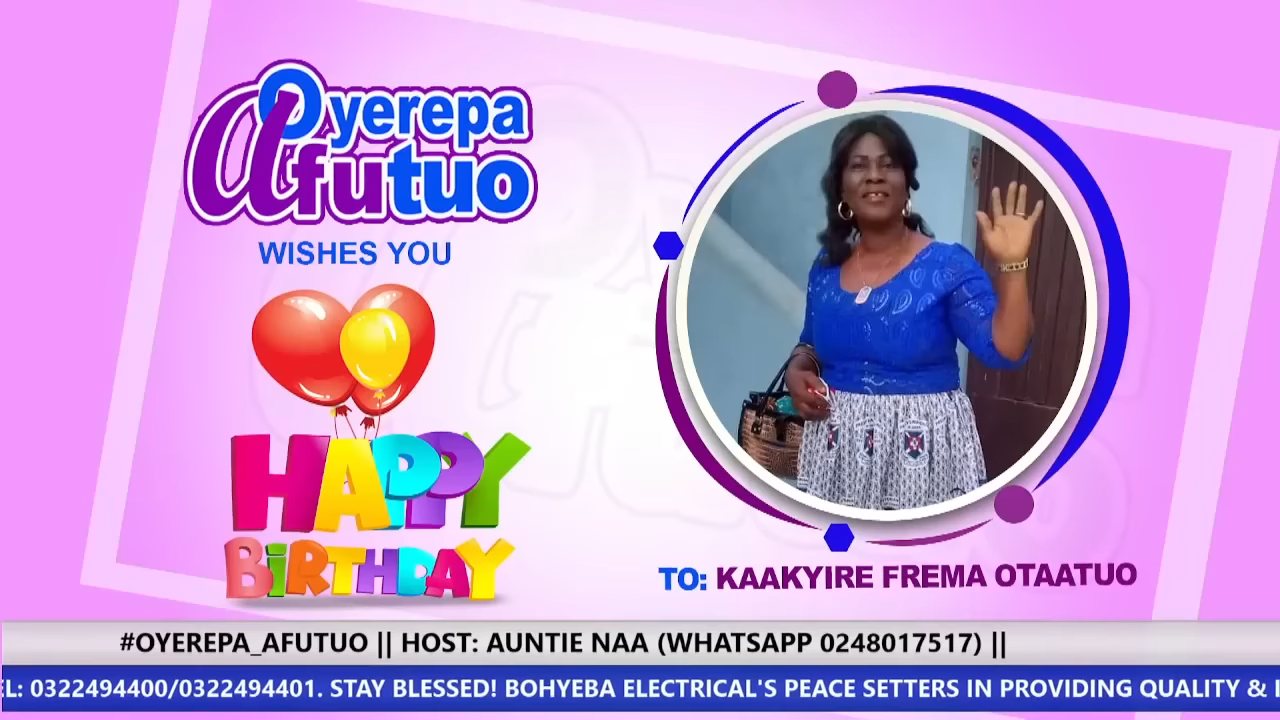 Oyerepa
afutuo
WISHES YOU
HAPPY
BiRTHDAY
TO: KAAKYIRE FREMA OTAATUO
#OYEREPA_AFUTUO || HOST: AUNTIE NAA (WHATSAPP 0248017517) ||
L: 0322494400/0322494401. STAY BLESSED! BOHYEBA ELECTRICAL'S PEACE SETTERS IN PROVIDING QUALITY &